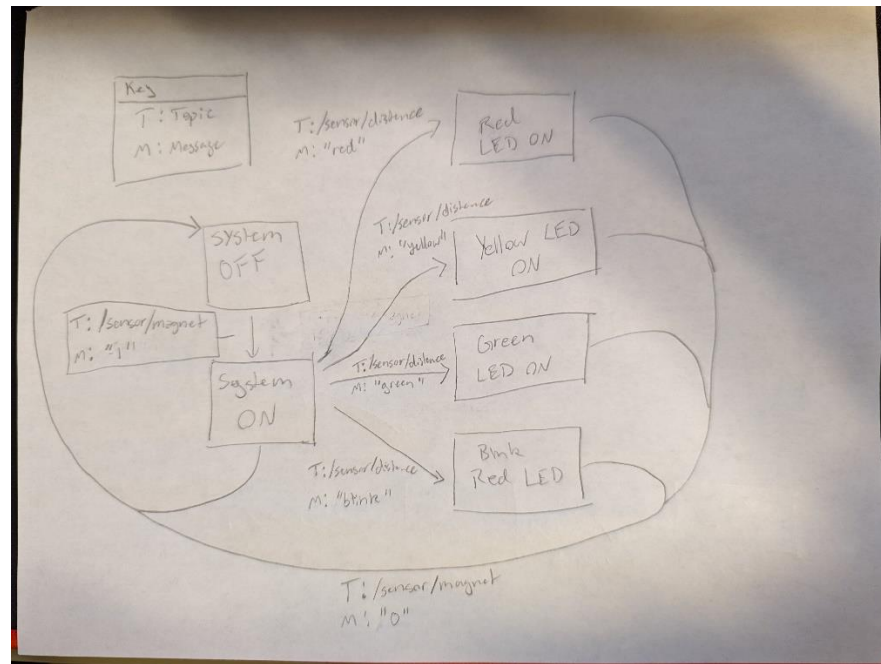 Key
T: Topic
M: Message
T:/sensor/distance
M: "red"
Red
LED ON
T:/sensor/distance
M: "yellow"
Yellow LED
ON
System
OFF
T: /sensor/magnet
M: "1"
System
ON
T:/sensor/distance
M: "green"
Green
LED ON
T:/sensor/distance
M: "blink"
Blink
Red LED
T: /sensor/magnet
M: "0"